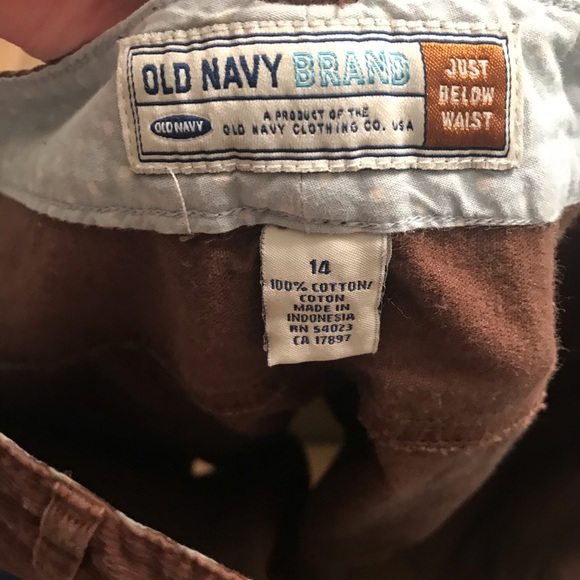 OLD NAVY BRAND
OLD NAVY
A PRODUCT OF THE
OLD NAVY CLOTHING CO. USA
JUST
BELOW
WAIST
14
100% COTTON/
COTON
MADE IN
INDONESIA
RN 54023
CA 17897